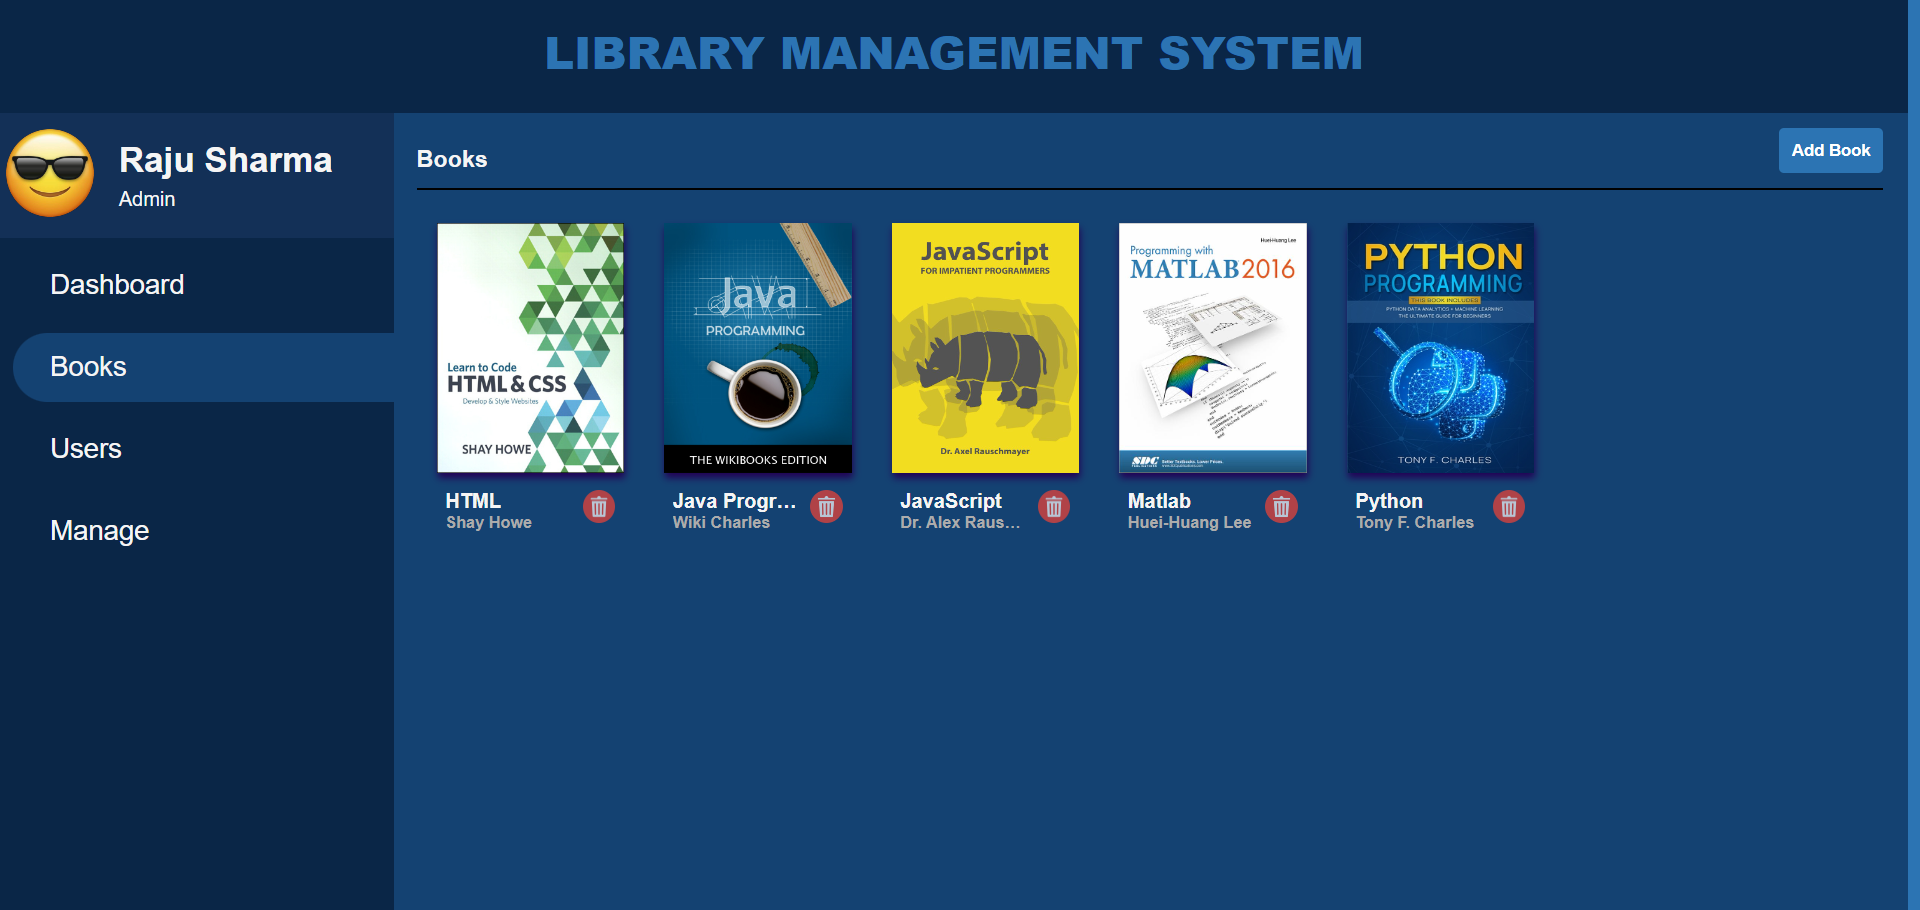 LIBRARY MANAGEMENT SYSTEM
Raju Sharma
Admin
Dashboard
Books
Users
Manage
Books
Add Book
Learn to Code
HTML & CSS
Develop & Style Websites
SHAY HOWE
HTML
Shay Howe
Java
PROGRAMMING
THE WIKIBOOKS EDITION
Java Progr...
Wiki Charles
JavaScript
FOR IMPATIENT PROGRAMMERS
Dr. Axel Rauschmayer
JavaScript
Dr. Alex Raus...
Huei-Huang Lee
Programming with
MATLAB 2016
SDC
Better Textbooks. Lower Prices.
Matlab
Huei-Huang Lee
PYTHON
PROGRAMMING
THIS BOOK INCLUDES
PYTHON DATA ANALYTICS + MACHINE LEARNING
THE ULTIMATE GUIDE FOR BEGINNERS
TONY F. CHARLES
Python
Tony F. Charles